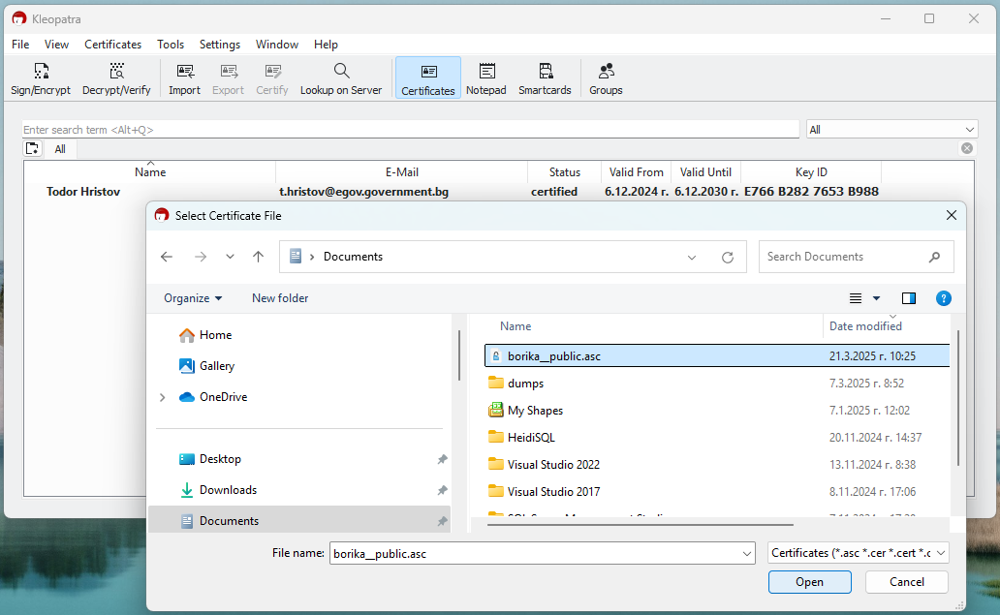 Kleopatra
File View Certificates Tools Settings Window Help
Sign/Encrypt Decrypt/Verify Import Export Certify Lookup on Server Certificates Notepad Smartcards Groups
Enter search term <Alt+Q> All
All
Name E-Mail Status Valid From Valid Until Key ID
Todor Hristov t.hristov@egov.government.bg certified 6.12.2024 г. 6.12.2030 г. E766 B282 7653 B988
Select Certificate File
Documents
Search Documents
Organize New folder
Home
Gallery
OneDrive
Desktop
Downloads
Documents
Name Date modified
borika__public.asc 21.3.2025 г. 10:25
dumps 7.3.2025 г. 8:52
My Shapes 7.1.2025 г. 12:02
HeidiSQL 20.11.2024 г. 14:37
Visual Studio 2022 13.11.2024 г. 8:38
Visual Studio 2017 8.11.2024 г. 17:06
File name: borika__public.asc Certificates (*.asc *.cer *.cert *.c
Open Cancel